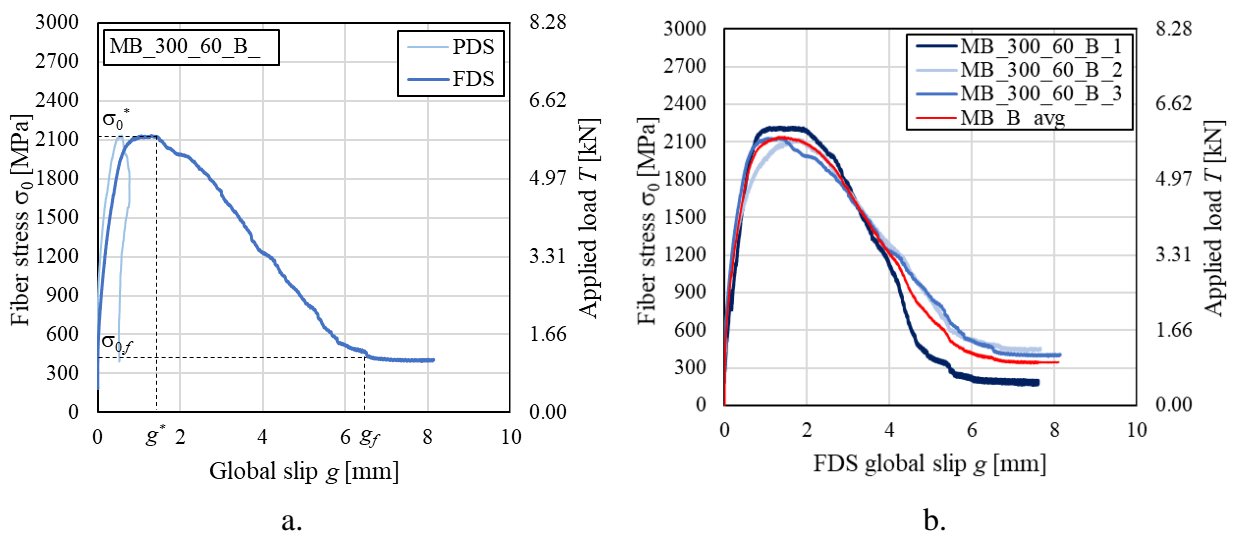 3000
2700
2400
2100
1800
1500
1200
900
600
300
0
Fiber stress σ0 [MPa]
MB_300_60_B_
PDS
FDS
σ0*
σ0,f
8.28
6.62
4.97
3.31
1.66
0.00
Applied load T [kN]
0 g* 2 4 6 gf 8 10
Global slip g [mm]
a.
3000
2700
2400
2100
1800
1500
1200
900
600
300
0
Fiber stress σ0 [MPa]
MB_300_60_B_1
MB_300_60_B_2
MB_300_60_B_3
MB_B_avg
8.28
6.62
4.97
3.31
1.66
0.00
Applied load T [kN]
0 2 4 6 8 10
FDS global slip g [mm]
b.